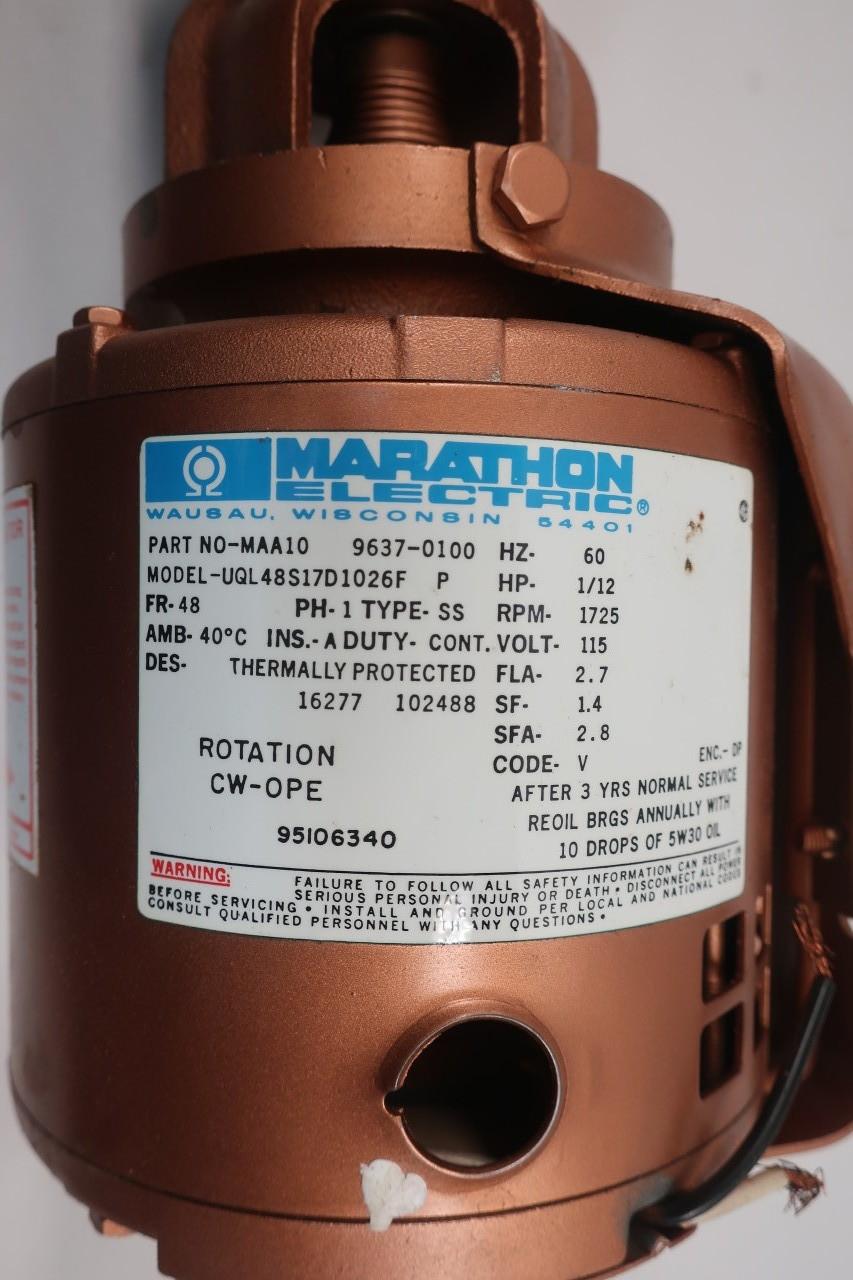 MARATHON
ELECTRIC®
WAUSAU, WISCONSIN 54401
PART NO-MAA10 9637-0100 HZ- 60
MODEL-UQL48S17D1026F P HP- 1/12
FR-48 PH-1 TYPE-SS RPM- 1725
AMB-40°C INS.-A DUTY- CONT. VOLT- 115
DES- THERMALLY PROTECTED FLA- 2.7
16277 102488 SF- 1.4
SFA- 2.8
ROTATION CODE- V ENC.-DP
CW-OPE AFTER 3 YRS NORMAL SERVICE
REOIL BRGS ANNUALLY WITH
95106340 10 DROPS OF 5W30 OIL
WARNING: FAILURE TO FOLLOW ALL SAFETY INFORMATION CAN RESULT IN
SERIOUS PERSONAL INJURY OR DEATH • DISCONNECT ALL POWER
BEFORE SERVICING • INSTALL AND GROUND PER LOCAL AND NATIONAL CODES
CONSULT QUALIFIED PERSONNEL WITH ANY QUESTIONS •